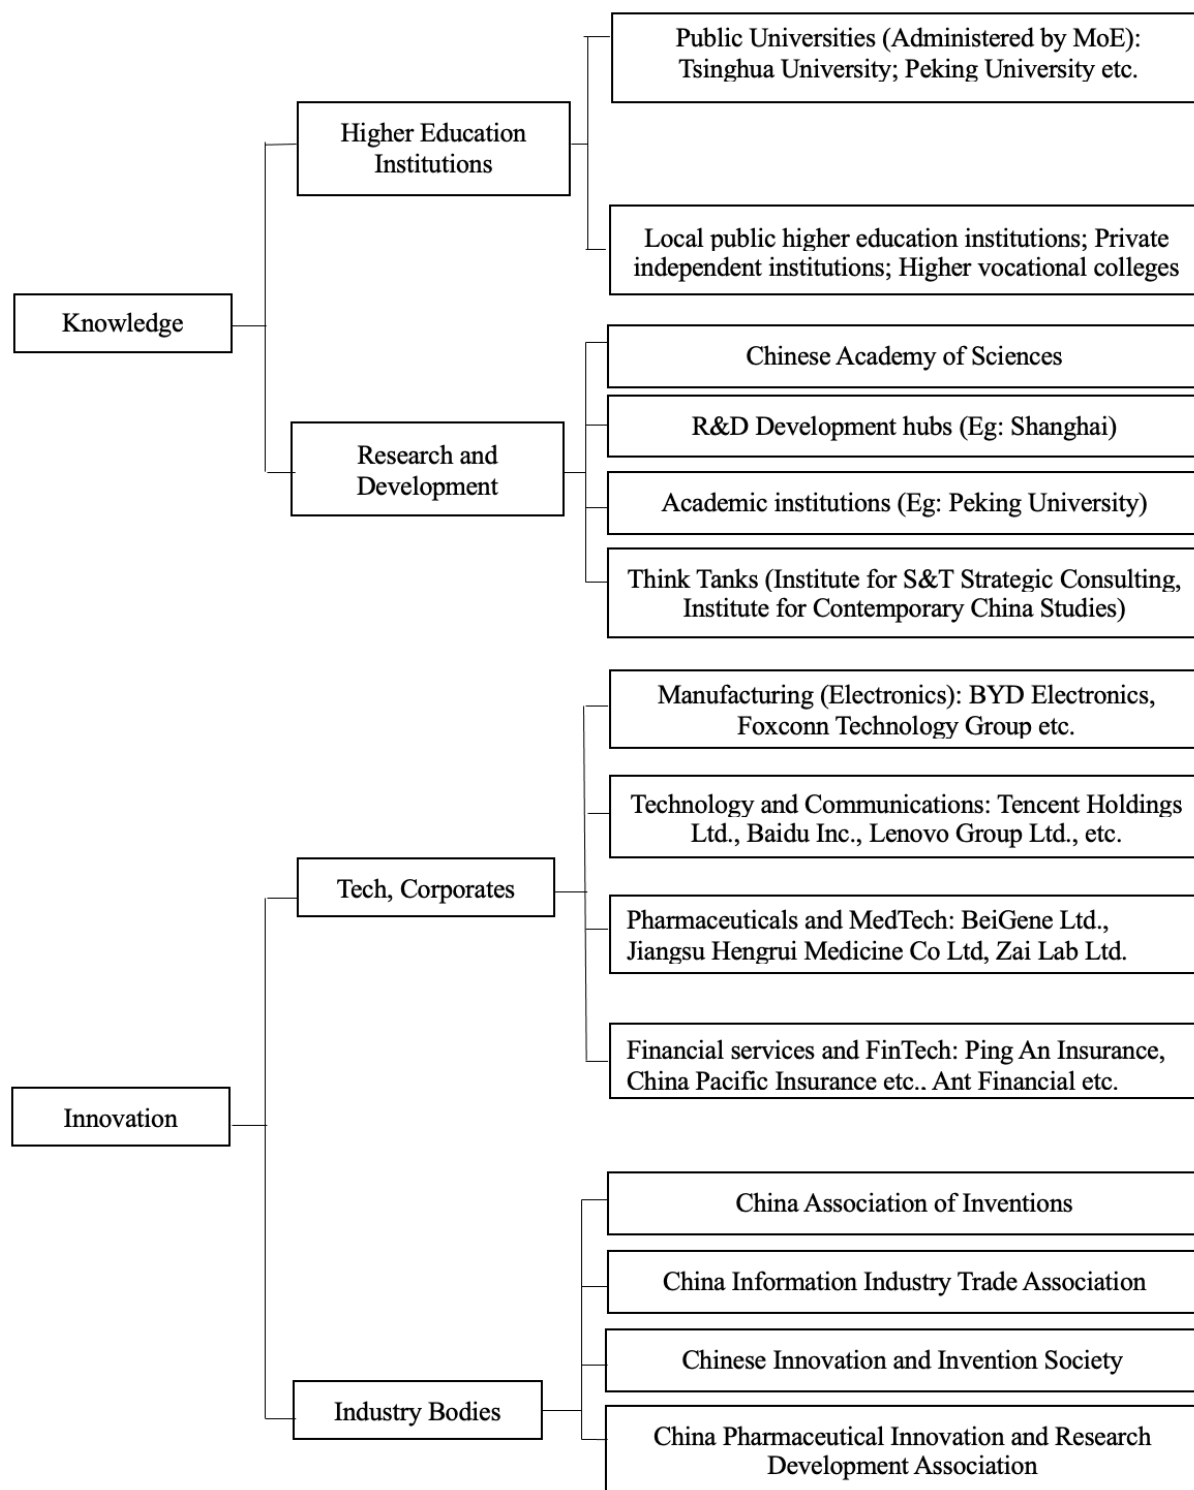 Public Universities (Administered by MoE):
Tsinghua University; Peking University etc.
Higher Education
Institutions
Local public higher education institutions; Private
independent institutions; Higher vocational colleges
Knowledge
Chinese Academy of Sciences
R&D Development hubs (Eg: Shanghai)
Research and
Development
Academic institutions (Eg: Peking University)
Think Tanks (Institute for S&T Strategic Consulting,
Institute for Contemporary China Studies)
Manufacturing (Electronics): BYD Electronics,
Foxconn Technology Group etc.
Technology and Communications: Tencent Holdings
Ltd., Baidu Inc., Lenovo Group Ltd., etc.
Tech, Corporates
Pharmaceuticals and MedTech: BeiGene Ltd.,
Jiangsu Hengrui Medicine Co Ltd, Zai Lab Ltd.
Financial services and FinTech: Ping An Insurance,
China Pacific Insurance etc.. Ant Financial etc.
Innovation
China Association of Inventions
China Information Industry Trade Association
Chinese Innovation and Invention Society
Industry Bodies
China Pharmaceutical Innovation and Research
Development Association